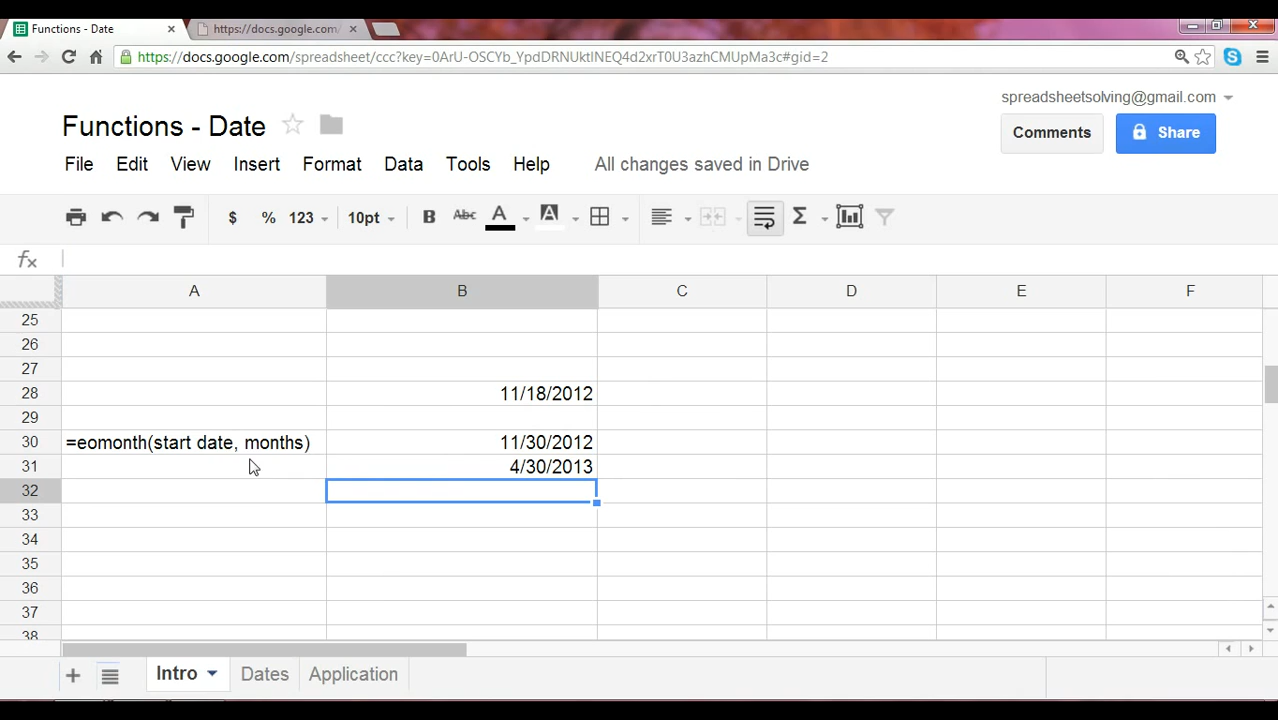 Functions - Date
https://docs.google.com/
https://docs.google.com/spreadsheet/ccc?key=0ArU-OSCYb_YpdDRNUktINEQ4d2xrT0U3azhCMUpMa3c#gid=2
spreadsheetsolving@gmail.com
Functions - Date
Comments
Share
File Edit View Insert Format Data Tools Help All changes saved in Drive
$ % 123 10pt B Abc A A Σ
fx
A B C D E F
25
26
27
28 11/18/2012
29
30 =eomonth(start date, months) 11/30/2012
31 4/30/2013
32
33
34
35
36
37
38
Intro Dates Application